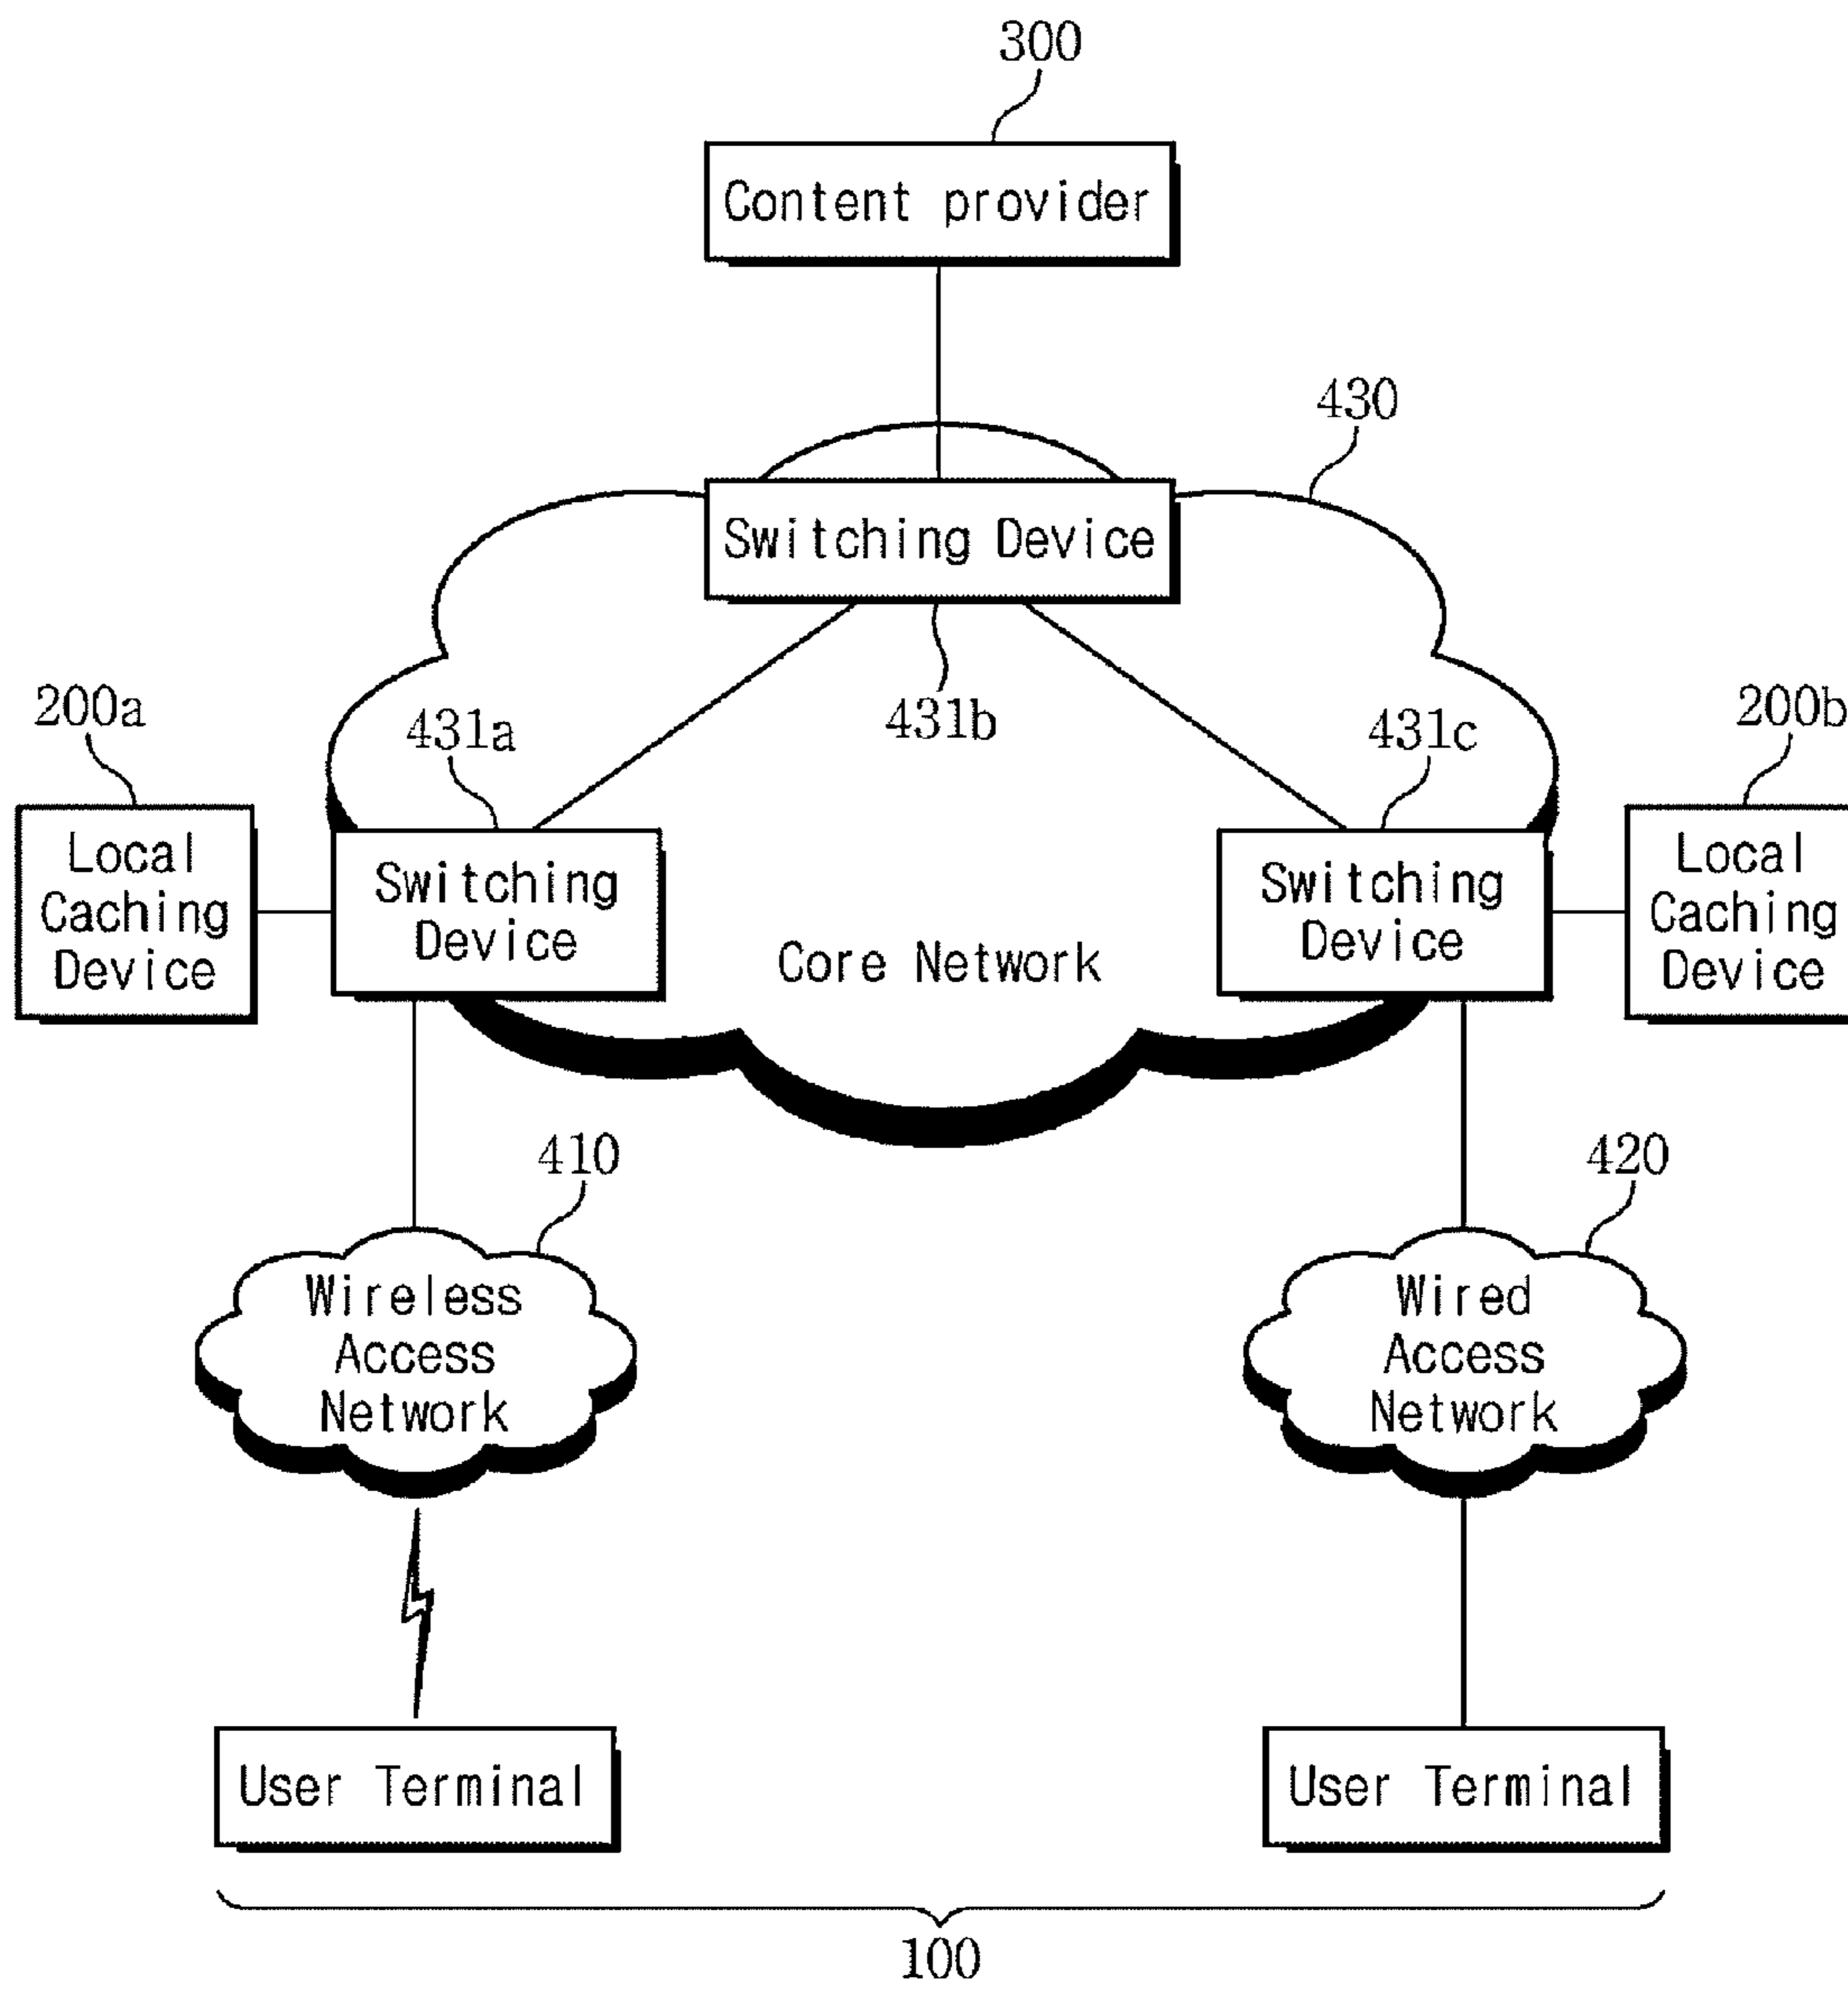 300
Content provider
430
Switching Device
431b
200a
431a
431c
200b
Local
Caching
Device
Switching
Device
Core Network
Switching
Device
Local
Caching
Device
410
420
Wireless
Access
Network
Wired
Access
Network
User Terminal
User Terminal
100